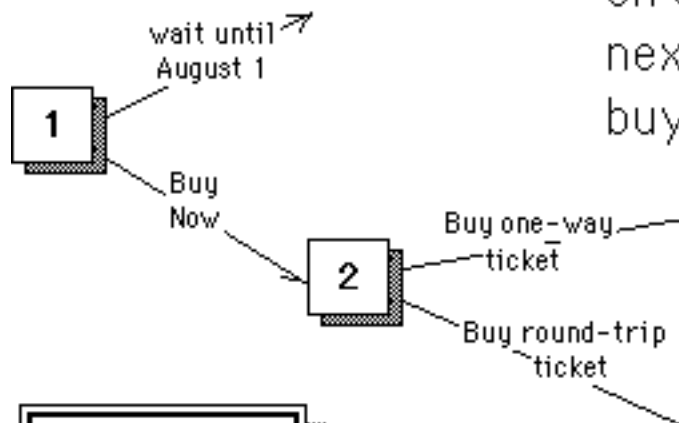 wait until
August 1
nex
buy
1
Buy
Now
Buy one-way
ticket
2
Buy round-trip
ticket